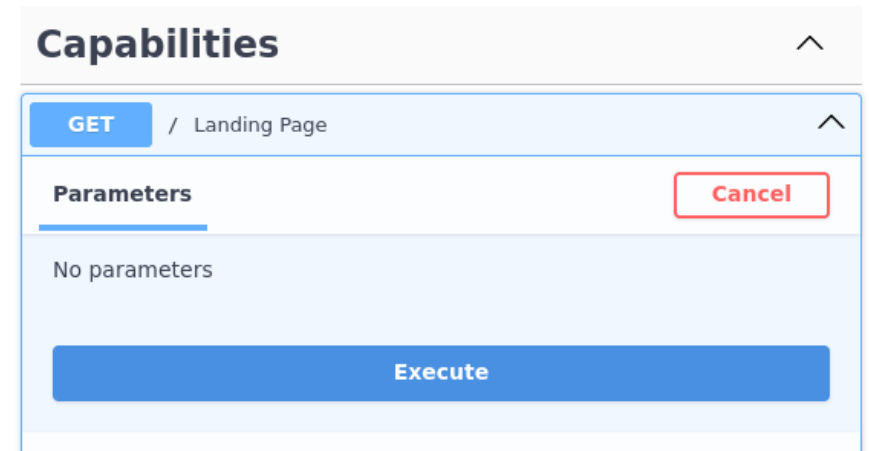 Capabilities
GET / Landing Page
Parameters Cancel
No parameters
Execute